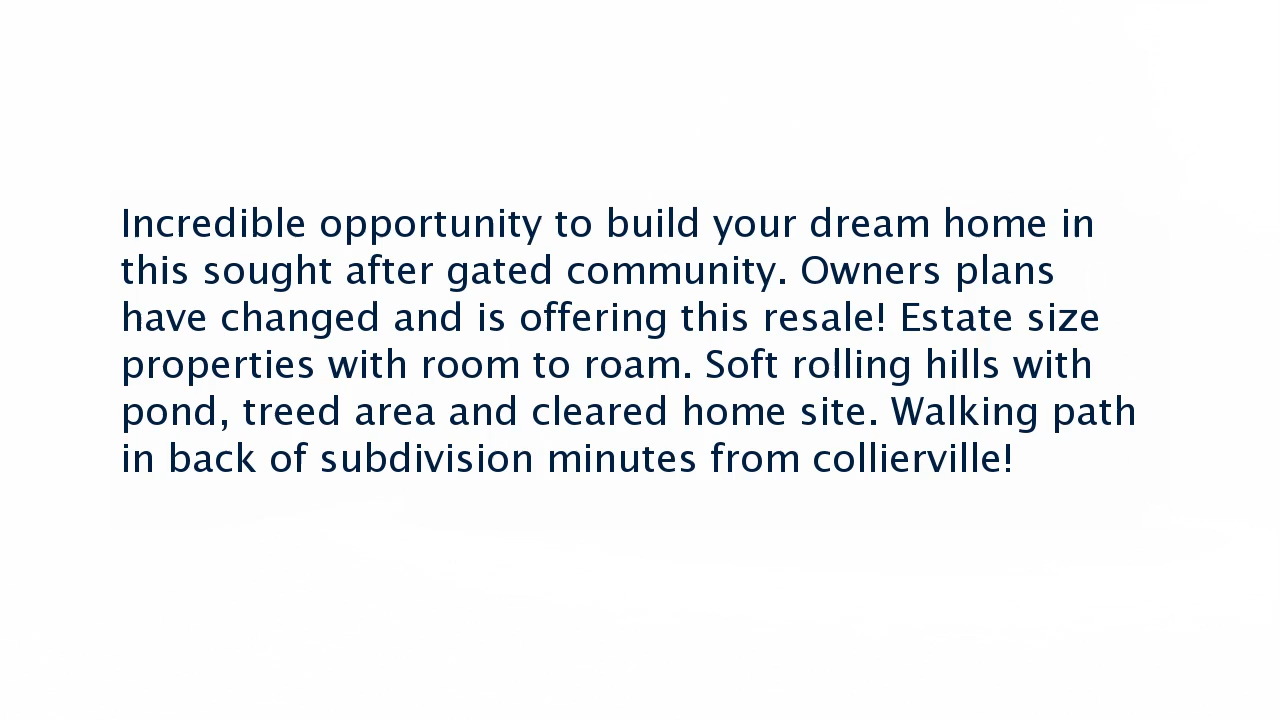 Incredible opportunity to build your dream home in
this sought after gated community. Owners plans
have changed and is offering this resale! Estate size
properties with room to roam. Soft rolling hills with
pond, treed area and cleared home site. Walking path
in back of subdivision minutes from collierville!